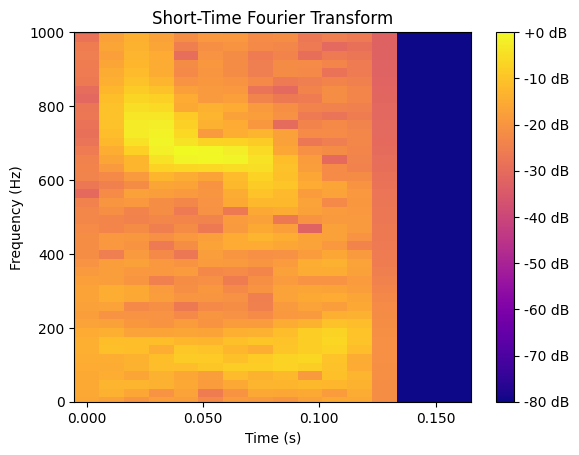 Short-Time Fourier Transform
1000
800
600
400
200
0
Frequency (Hz)
0.000
0.050
0.100
0.150
Time (s)
+0 dB
-10 dB
-20 dB
-30 dB
-40 dB
-50 dB
-60 dB
-70 dB
-80 dB